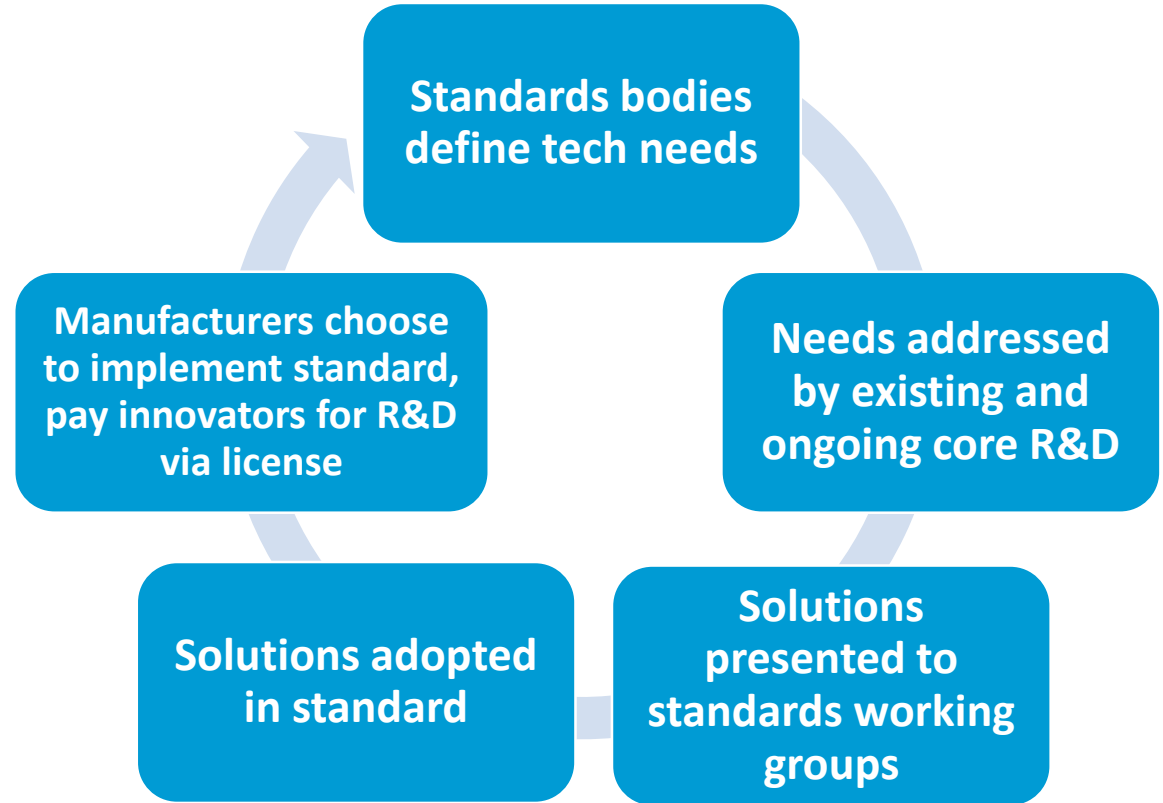 Standards bodies
define tech needs
Needs addressed
by existing and
ongoing core R&D
Solutions
presented to
standards working
groups
Solutions adopted
in standard
Manufacturers choose
to implement standard,
pay innovators for R&D
via license